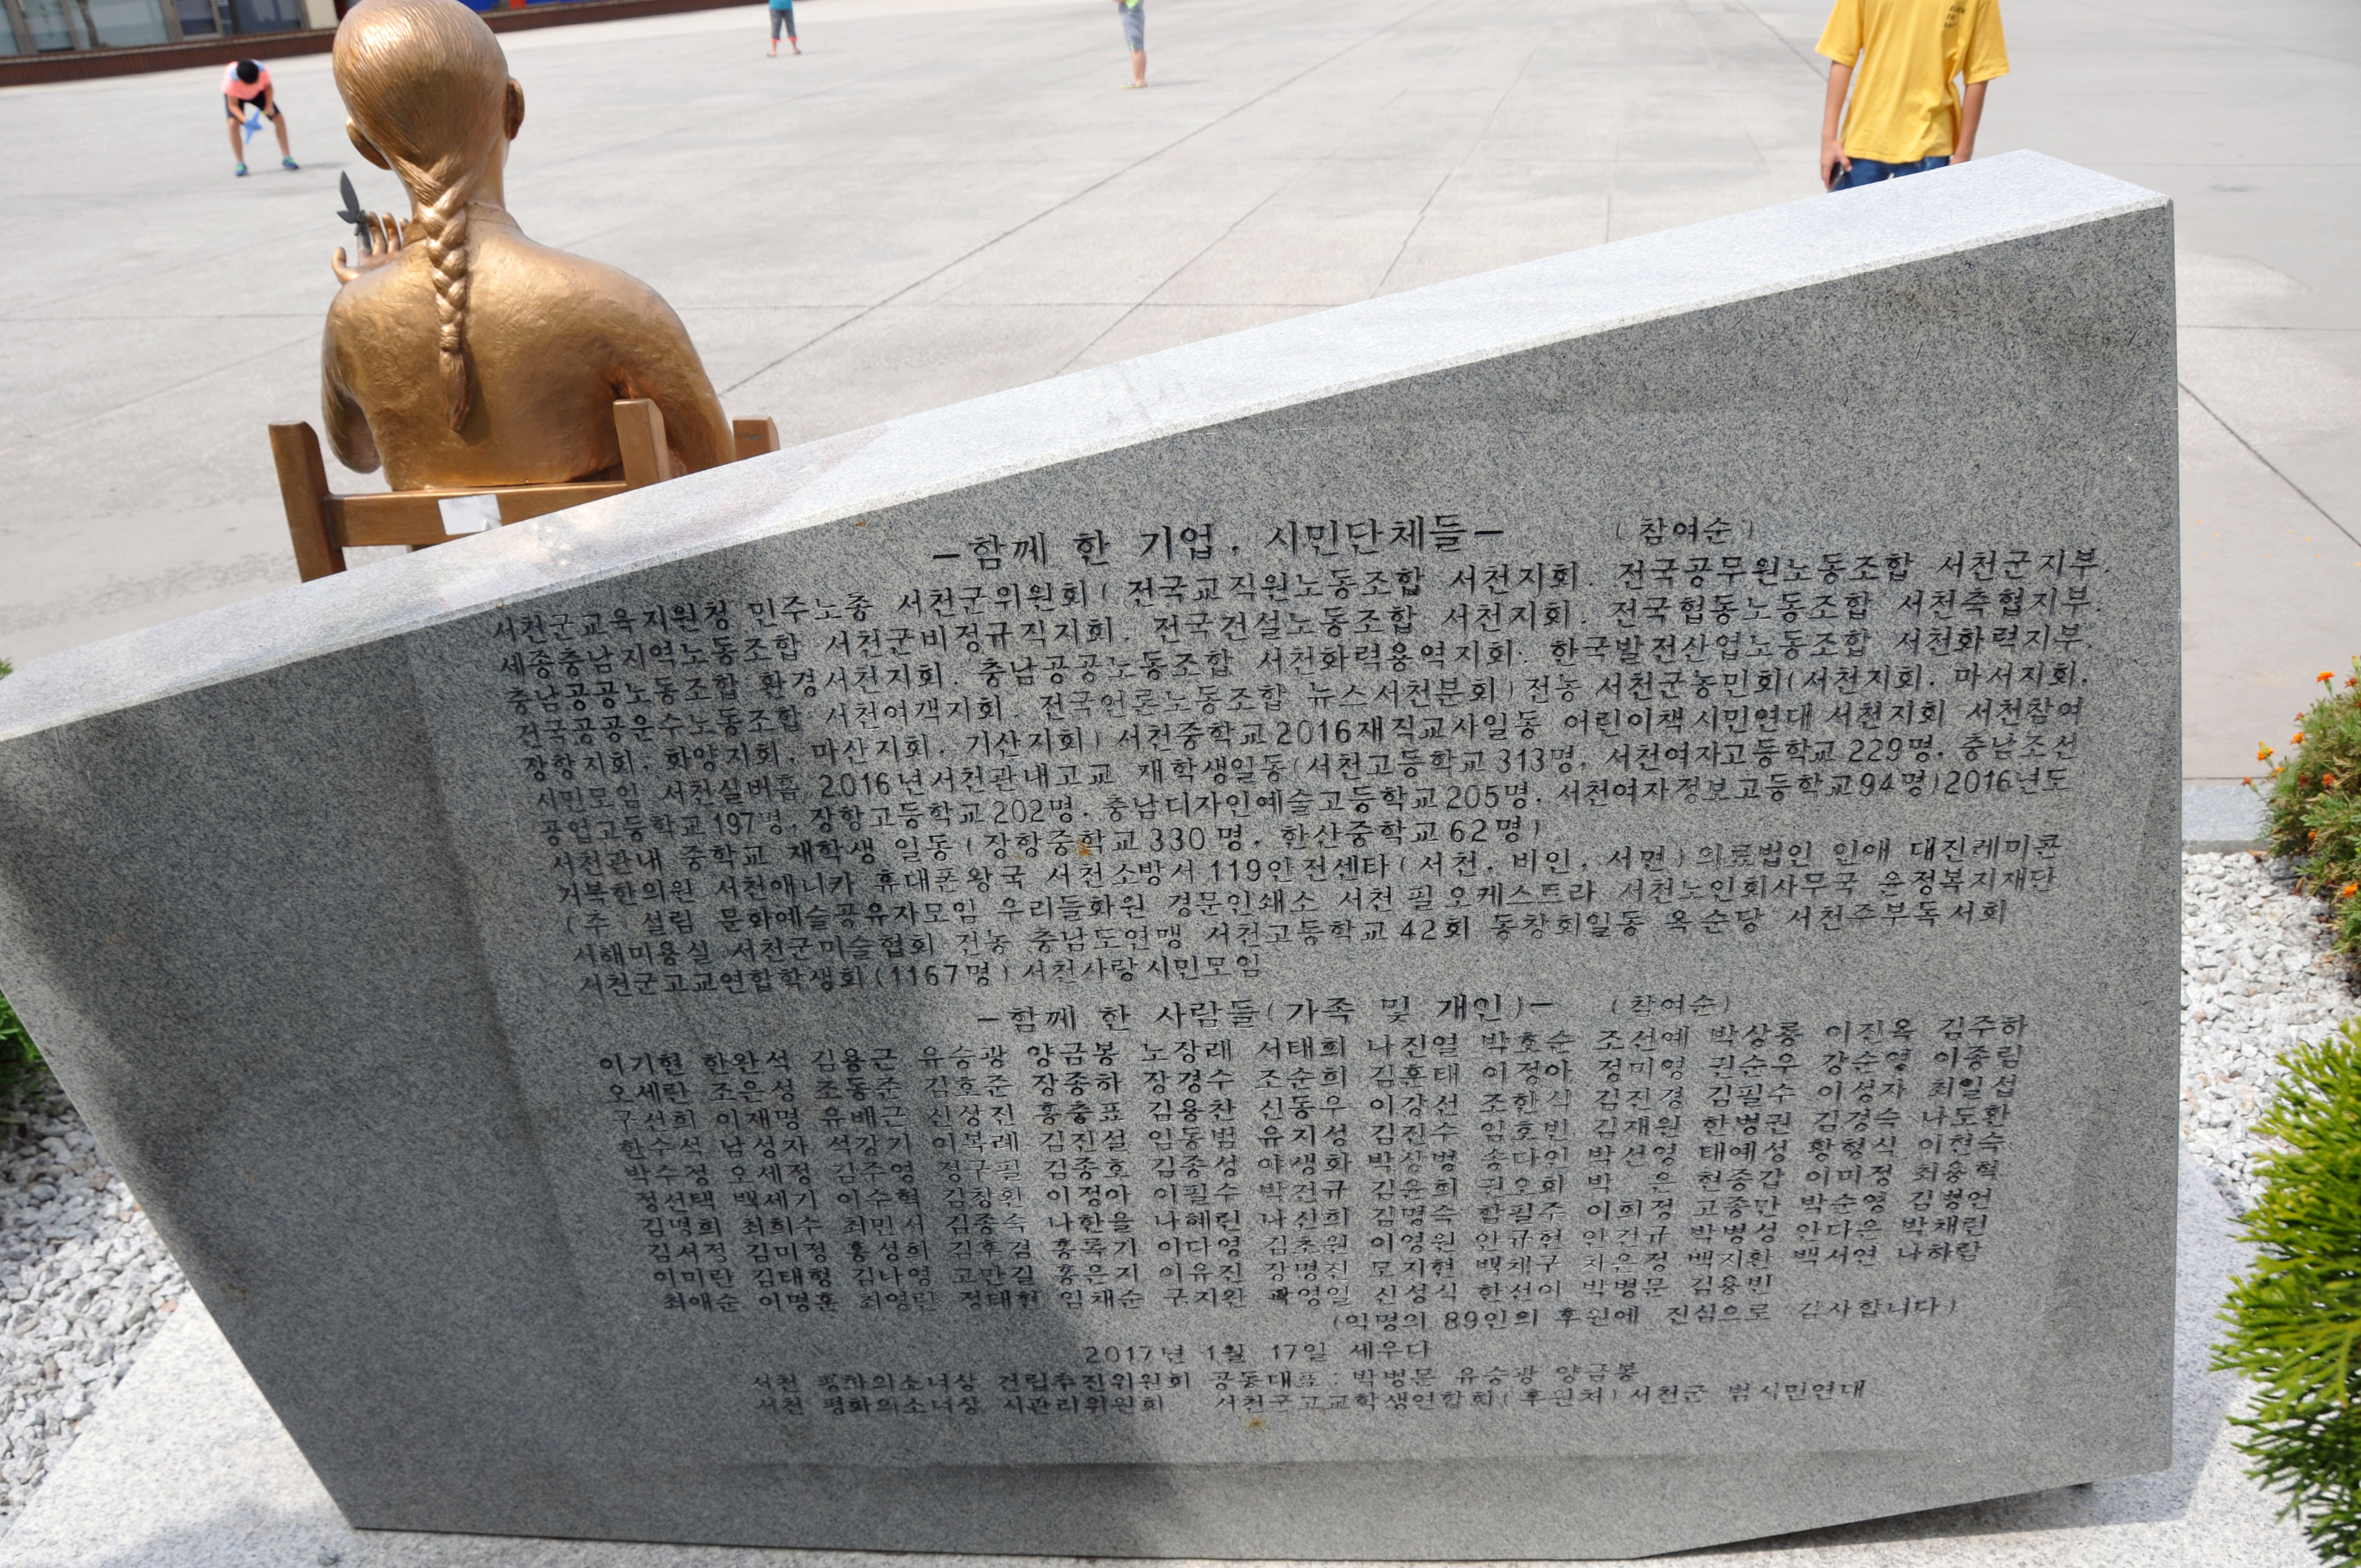 -함께 한 기업, 시민단체들- (참여순)
서천군교육지원청 민주노총 서천군위원회(전국교직원노동조합 서천지회. 전국공무원노동조합 서천군지부.
세종충남지역노동조합 서천군비정규직지회. 전국건설노동조합 서천지회. 전국협동노동조합 서천축협지부.
충남공공노동조합 환경서천지회. 충남공공노동조합 서천화력용역지회. 한국발전산업노동조합 서천화력지부.
전국공공운수노동조합 서천여객지회. 전국언론노동조합 뉴스서천분회)전농 서천군농민회(서천지회. 마서지회.
장항지회. 화양지회. 마산지회. 기산지회) 서천중학교2016재직교사일동 어린이책시민연대 서천지회 서천참여
시민모임 서천실버홈 2016년서천관내고교 재학생일동(서천고등학교313명. 서천여자고등학교229명. 충남조선
공업고등학교197명. 장항고등학교202명. 충남디자인예술고등학교205명. 서천여자정보고등학교94명)2016년도
서천관내 중학교 재학생 일동(장항중학교330명. 한산중학교62명)
거북한의원 서천애니카 휴대폰왕국 서천소방서119안전센타(서천. 비인. 서면)의료법인 인애 대진레미콘
(주)설림 문화예술공유자모임 우리들화원 경문인쇄소 서천 필오케스트라 서천노인회사무국 윤정복지재단
서해미용실 서천군미술협회 전농 충남도연맹 서천고등학교42회 동창회일동 옥순당 서천주부독서회
서천군고교연합학생회(1167명)서천사랑시민모임
-함께 한 사람들(가족 및 개인)- (참여순)
이기현 한완석 김용근 유승광 양금봉 노장래 서태희 나진열 박호순 조선예 박상룡 이진옥 김주하
오세란 조은성 조동준 김호준 장종하 장경수 조순희 김훈태 이정아 정미영 권순우 강순영 이종림
구선희 이재명 유배근 신상진 홍충표 김용찬 신동우 이강선 조한식 김진경 김필수 이성자 최일섭
한수석 남성자 석강기 이복례 김진설 임동범 유지성 김진수 임호빈 김재원 한병권 김경숙 나도환
박수경 오세정 김주영 정구필 김종호 김종성 야생화 박상병 송다인 박선영 태예성 황형식 이천숙
정선택 백세기 이수혁 김창환 이정아 이필수 박건규 김윤희 권오회 박 은 현종갑 이미정 최용혁
김명희 최희수 최민서 김종숙 나한을 나혜린 나선희 김명숙 함필주 이희정 고종만 박순영 김병언
김서정 김미정 홍성희 김후겸 홍록기 이다영 김초원 이영원 안규현 안건규 박병성 안다은 박채린
이미란 김태형 김나영 고만길 홍은지 이유진 강명진 모지현 백채구 차은정 백지환 백서연 나하람
최애순 이명훈 최영란 정태현 임채순 구지완 곽영일 신성식 한선이 박병문 김용빈
(익명의 89인의 후원에 진심으로 감사합니다)
2017년 1월 17일 세우다
서천 평화의소녀상 건립추진위원회 공동대표:박병문 유승광 양금봉
서천 평화의소녀상 사관리위원회 서천군고교학생연합회(후원처)서천군 범시민연대